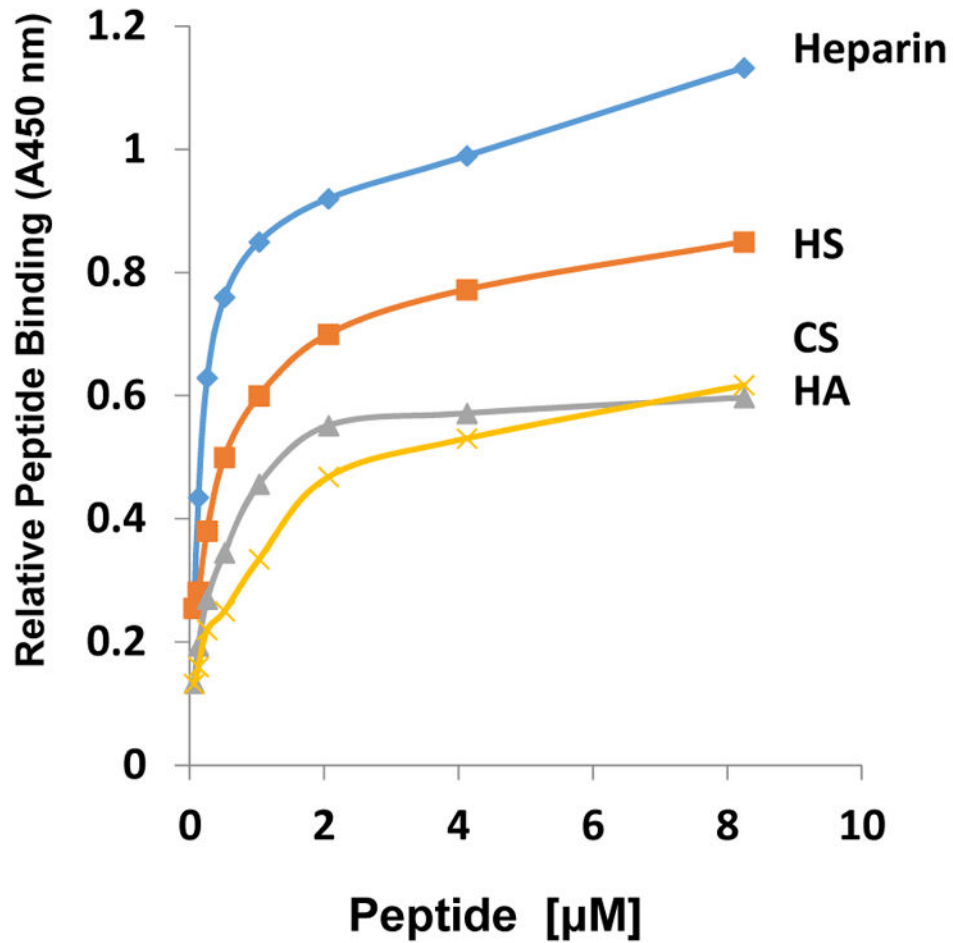 Relative Peptide Binding (A450 nm)
1.2
1
0.8
0.6
0.4
0.2
0
0 2 4 6 8 10
Peptide [µM]
Heparin
HS
CS
HA